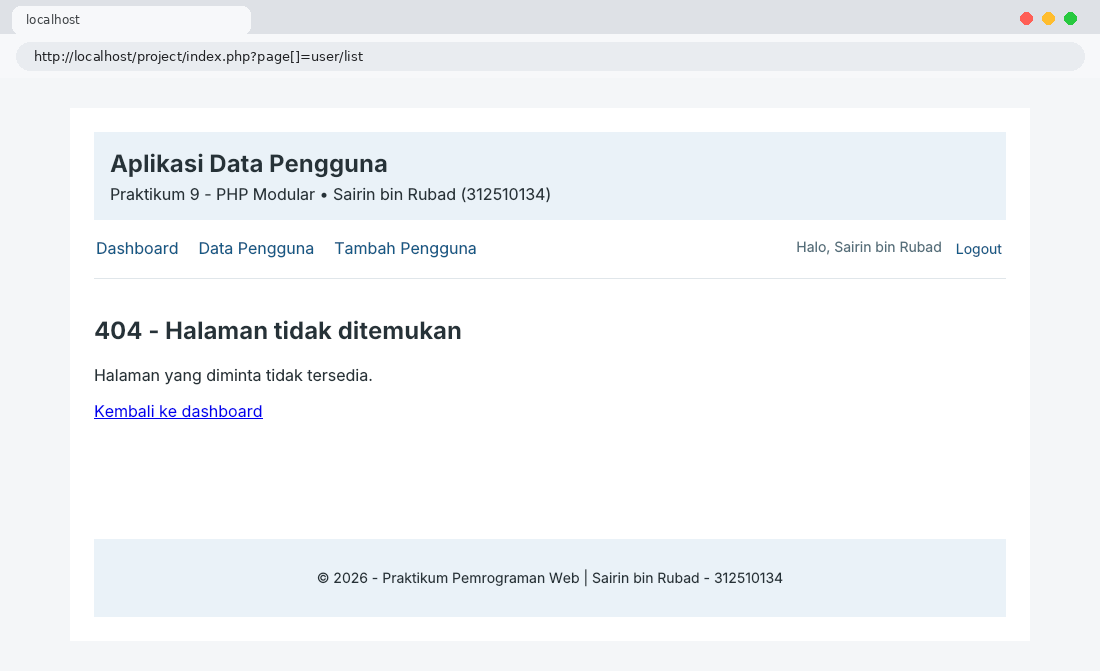 localhost
http://localhost/project/index.php?page[]=user/list
Aplikasi Data Pengguna
Praktikum 9 - PHP Modular • Sairin bin Rubad (312510134)
Dashboard Data Pengguna Tambah Pengguna Halo, Sairin bin Rubad Logout
404 - Halaman tidak ditemukan
Halaman yang diminta tidak tersedia.
Kembali ke dashboard
© 2026 - Praktikum Pemrograman Web | Sairin bin Rubad - 312510134